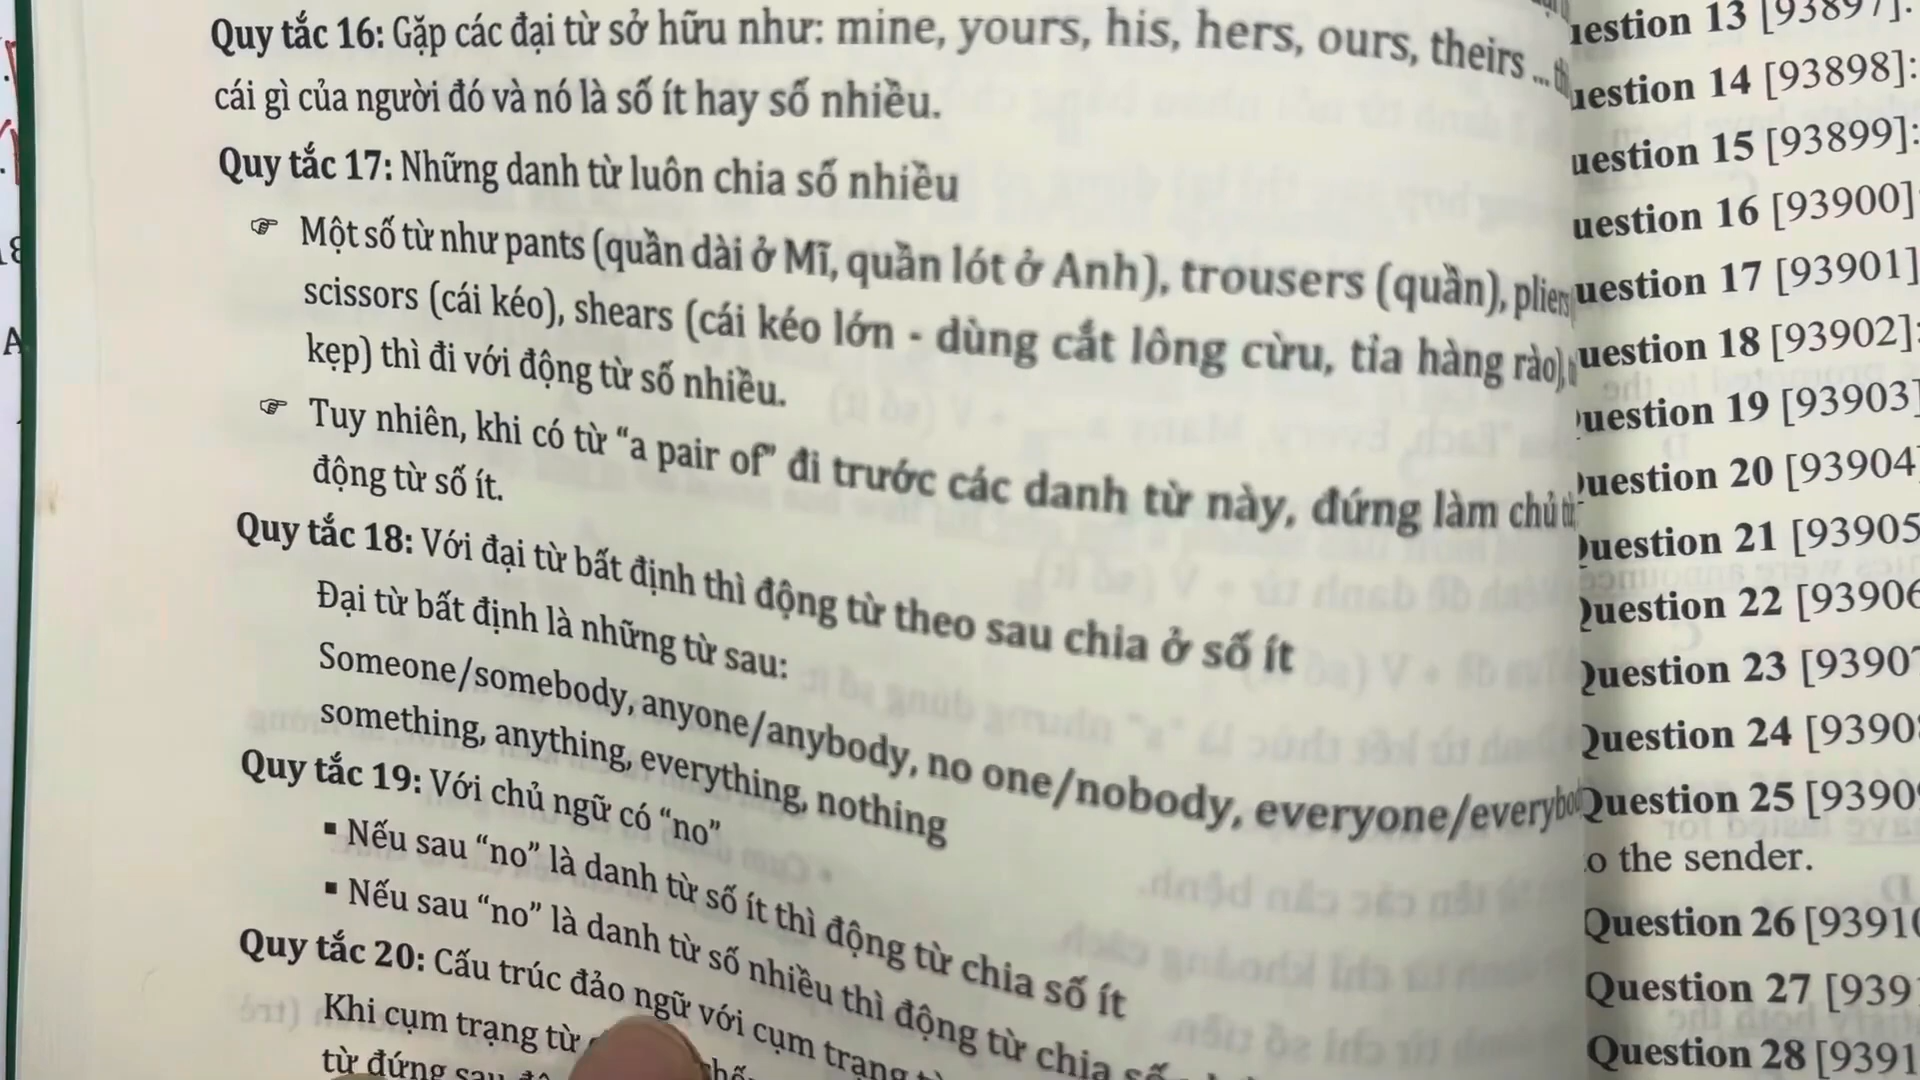 Quy tắc 16: Gặp các đại từ sở hữu như: mine, yours, his, hers, ours, theirs ...
cái gì của người đó và nó là số ít hay số nhiều.
Quy tắc 17: Những danh từ luôn chia số nhiều
☞ Một số từ như pants (quần dài ở Mĩ, quần lót ở Anh), trousers (quần), pliers
scissors (cái kéo), shears (cái kéo lớn - dùng cắt lông cừu, tỉa hàng rào),
kẹp) thì đi với động từ số nhiều.
☞ Tuy nhiên, khi có từ “a pair of” đi trước các danh từ này, đứng làm chủ
động từ số ít.
Quy tắc 18: Với đại từ bất định thì động từ theo sau chia ở số ít
Đại từ bất định là những từ sau:
Someone/somebody, anyone/anybody, no one/nobody, everyone/
something, anything, everything, nothing
Quy tắc 19: Với chủ ngữ có “no”
▪ Nếu sau “no” là danh từ số ít thì động từ chia số ít
▪ Nếu sau “no” là danh từ số nhiều thì động từ chia số
Quy tắc 20: Cấu trúc đảo ngữ với cụm trạng
Khi cụm trạng từ
từ đứng sau
uestion 13
uestion 14 [93898]:
uestion 15 [93899]:
uestion 16 [93900]
uestion 17 [93901]
uestion 18 [93902]:
uestion 19 [93903]
uestion 20 [93904
Question 21 [93905
Question 22 [93906
Question 23 [93907
Question 24 [9390
Question 25 [9390
o the sender.
Question 26 [93910
Question 27 [939
Question 28 [9391